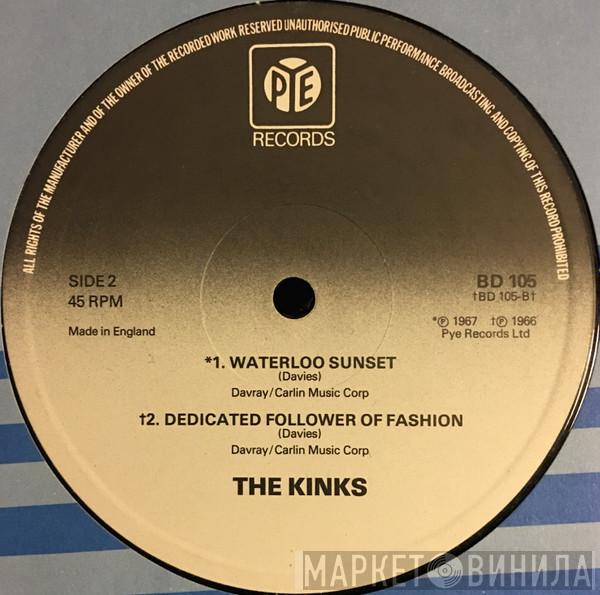 ALL RIGHTS OF THE MANUFACTURER AND OF THE OWNER OF THE RECORDED WORK RESERVED UNAUTHORISED PUBLIC PERFORMANCE BROADCASTING AND COPYING OF THIS RECORD PROHIBITED
PYE
RECORDS
SIDE 2
45 RPM
Made in England
BD 105
†BD 105-B†
*℗ 1967 †℗ 1966
Pye Records Ltd
*1. WATERLOO SUNSET
(Davies)
Davray/Carlin Music Corp
†2. DEDICATED FOLLOWER OF FASHION
(Davies)
Davray/Carlin Music Corp
THE KINKS
МАРКЕТ ВИНИЛА